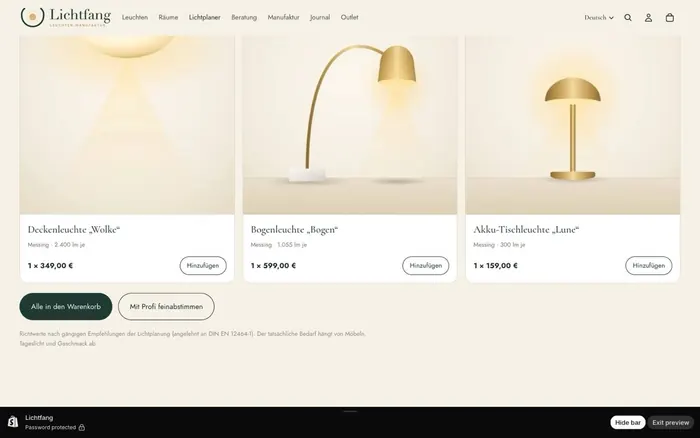 Lichtfang
LEUCHTEN-MANUFAKTUR
Leuchten Räume Lichtplaner Beratung Manufaktur Journal Outlet
Deutsch
Deckenleuchte „Wolke“
Messing · 2.400 lm je
1 × 349,00 €
Hinzufügen
Bogenleuchte „Bogen“
Messing · 1.055 lm je
1 × 599,00 €
Hinzufügen
Akku-Tischleuchte „Lune“
Messing · 300 lm je
1 × 159,00 €
Hinzufügen
Alle in den Warenkorb
Mit Profi feinabstimmen
Richtwerte nach gängigen Empfehlungen der Lichtplanung (angelehnt an DIN EN 12464-1). Der tatsächliche Bedarf hängt von Möbeln,
Tageslicht und Geschmack ab.
Lichtfang
Password protected
Hide bar
Exit preview